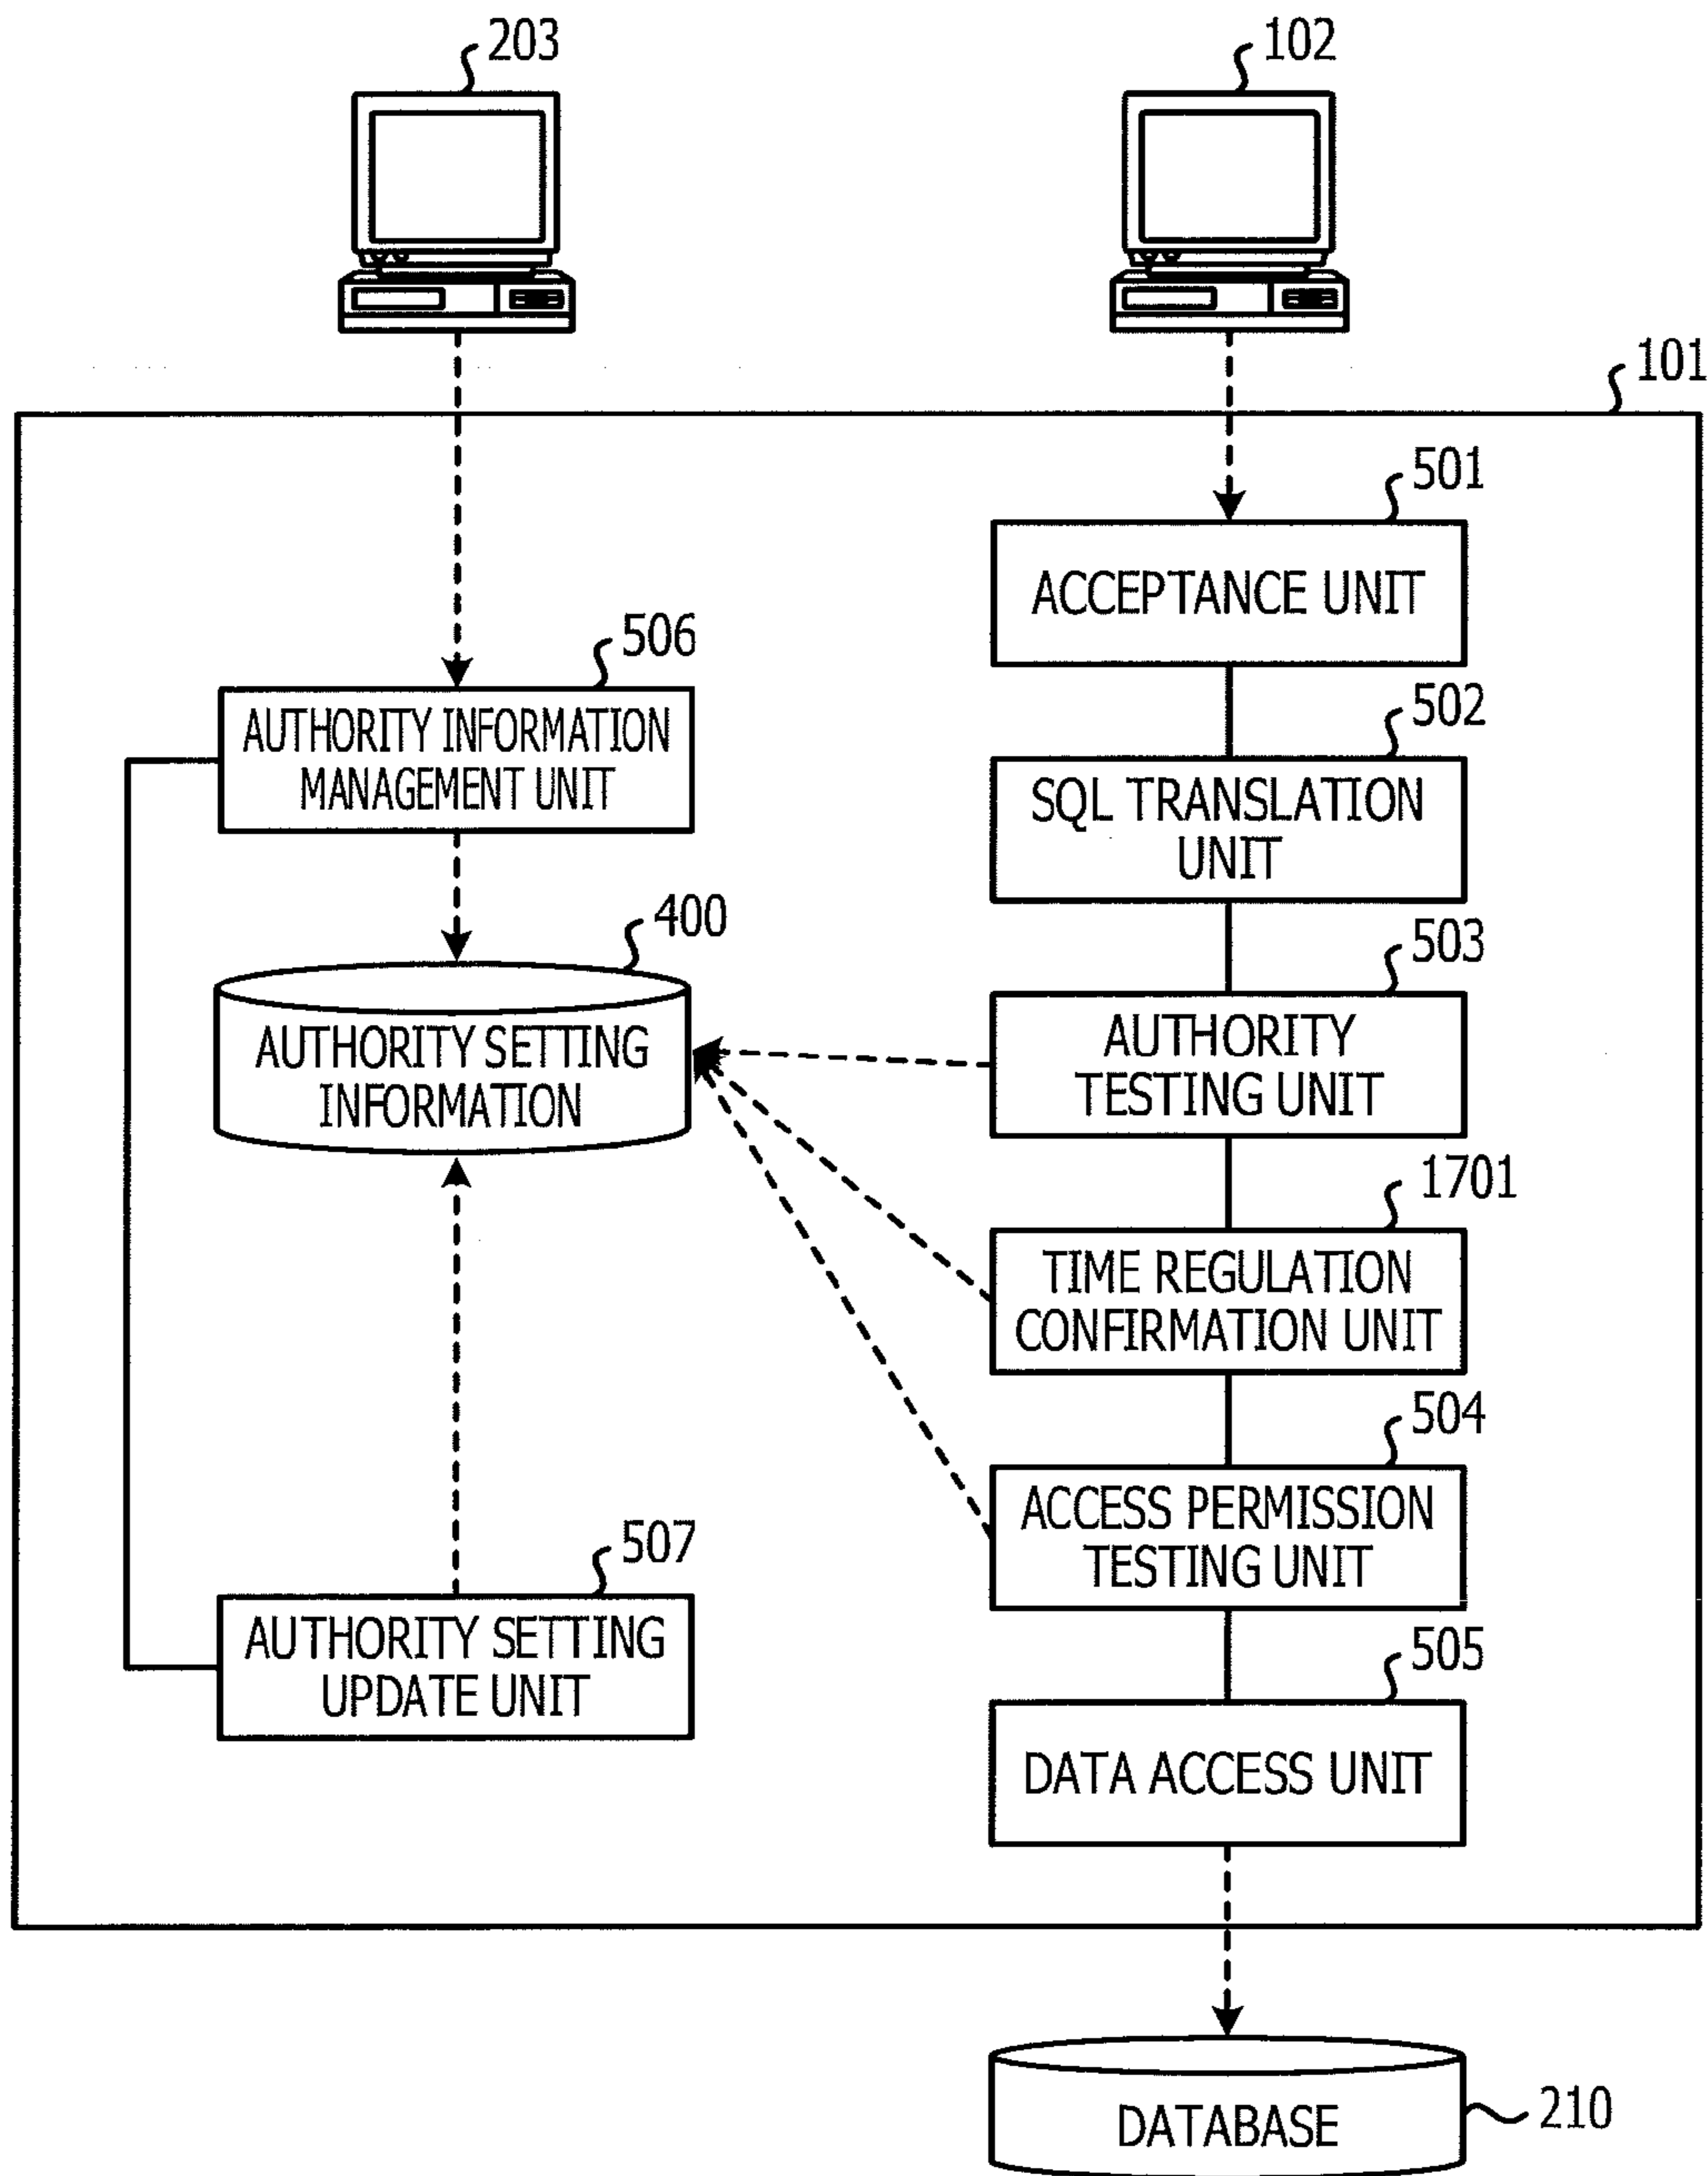 203
102
101
501
ACCEPTANCE UNIT
506
AUTHORITY INFORMATION
MANAGEMENT UNIT
502
SQL TRANSLATION
UNIT
400
AUTHORITY SETTING
INFORMATION
503
AUTHORITY
TESTING UNIT
1701
TIME REGULATION
CONFIRMATION UNIT
504
ACCESS PERMISSION
TESTING UNIT
507
AUTHORITY SETTING
UPDATE UNIT
505
DATA ACCESS UNIT
DATABASE
210